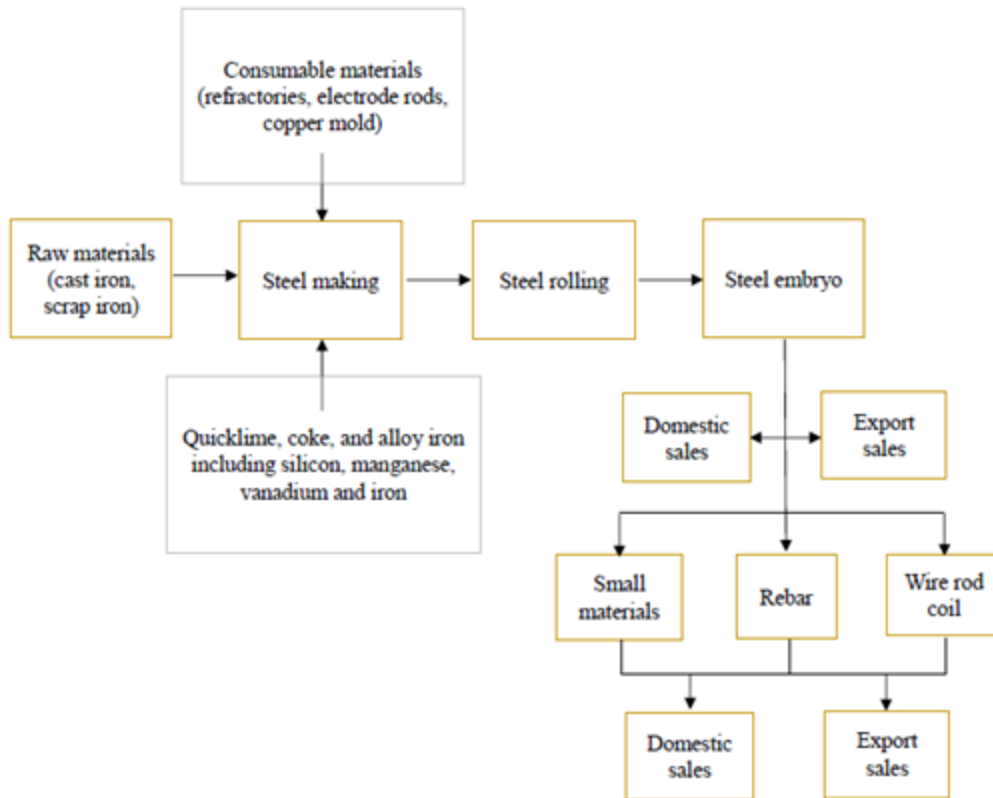 Consumable materials
(refractories, electrode rods,
copper mold)
Raw materials
(cast iron,
scrap iron)
Steel making
Steel rolling
Steel embryo
Quicklime, coke, and alloy iron
including silicon, manganese,
vanadium and iron
Domestic
sales
Export
sales
Small
materials
Rebar
Wire rod
coil
Domestic
sales
Export
sales